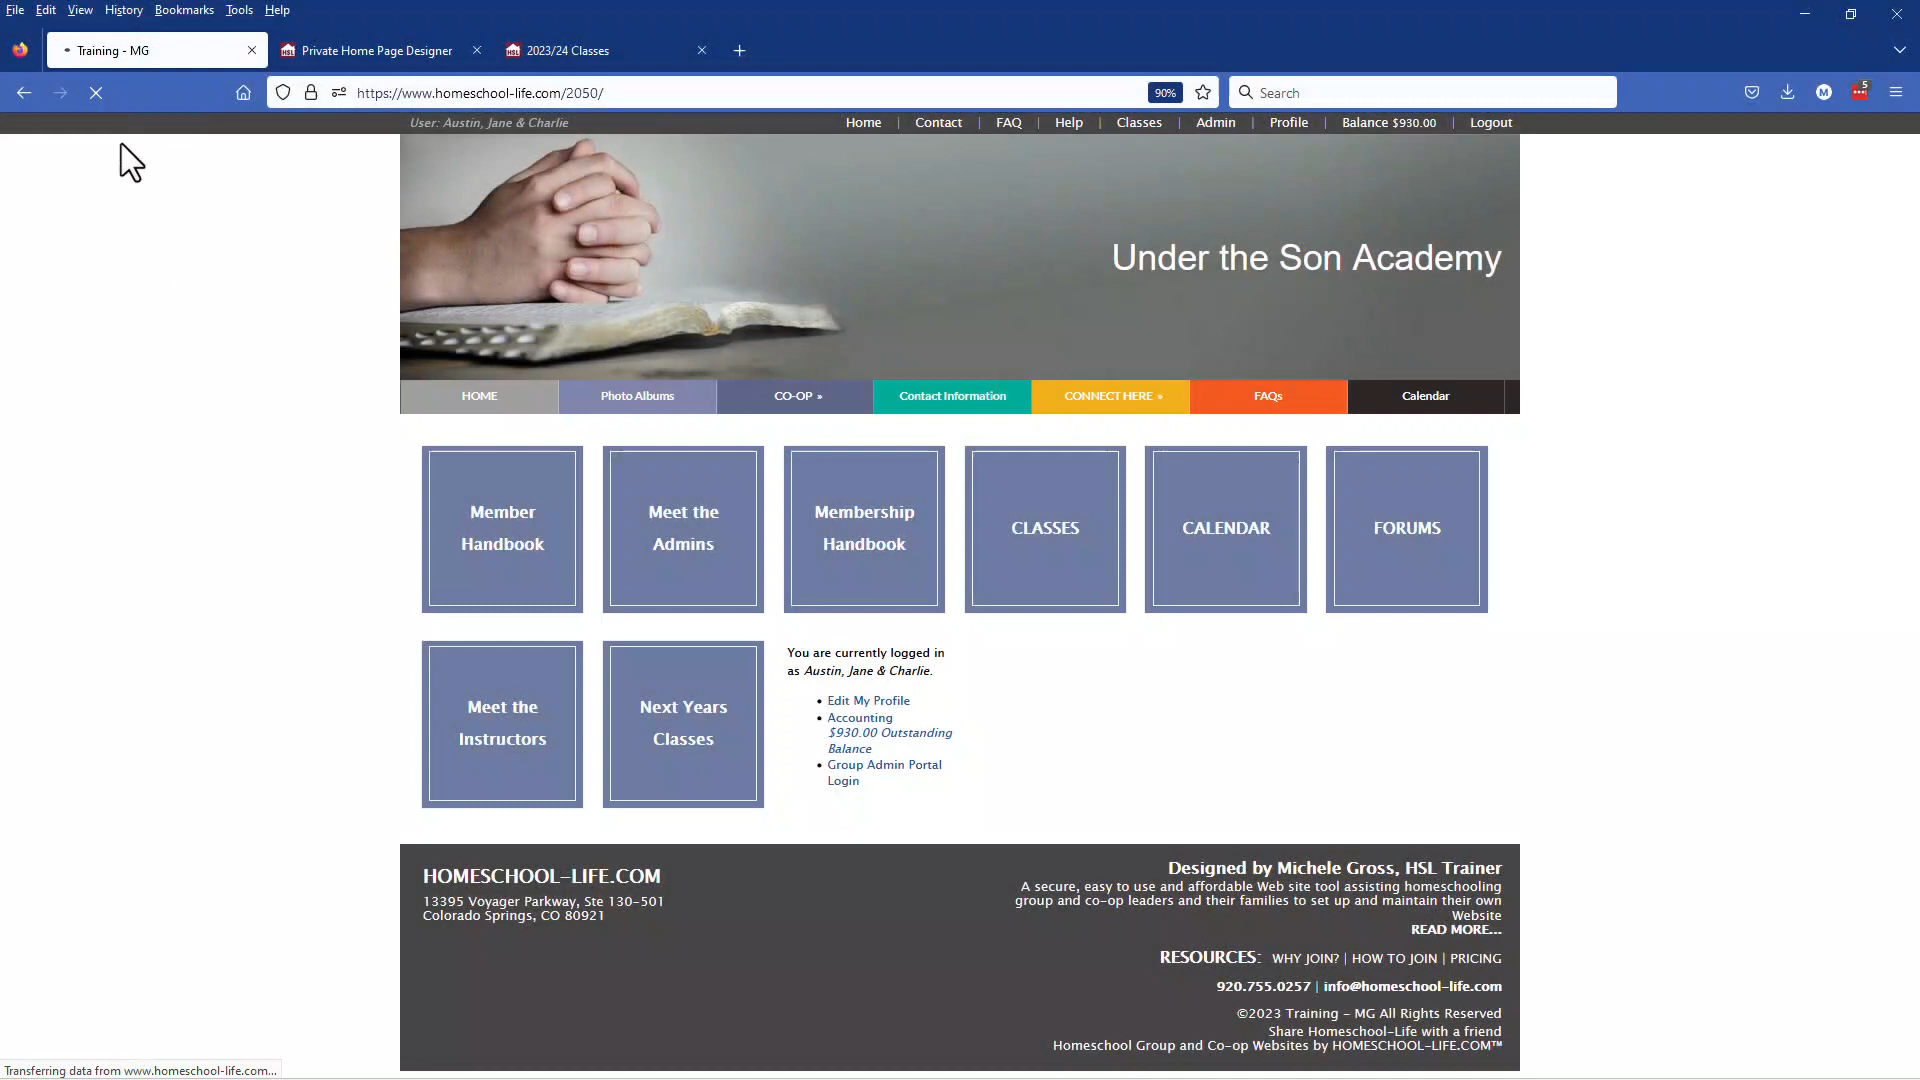 File Edit View History Bookmarks Tools Help
Training - MG
Private Home Page Designer
2023/24 Classes
https://www.homeschool-life.com/2050/
90%
Search
5
M
User: Austin, Jane & Charlie
Home | Contact | FAQ | Help | Classes | Admin | Profile | Balance $930.00 | Logout
Under the Son Academy
HOME
Photo Albums
CO-OP »
Contact Information
CONNECT HERE »
FAQs
Calendar
Member
Handbook
Meet the
Admins
Membership
Handbook
CLASSES
CALENDAR
FORUMS
Meet the
Instructors
Next Years
Classes
You are currently logged in
as Austin, Jane & Charlie.
• Edit My Profile
• Accounting
$930.00 Outstanding
Balance
• Group Admin Portal
Login
HOMESCHOOL-LIFE.COM
13395 Voyager Parkway, Ste 130-501
Colorado Springs, CO 80921
Designed by Michele Gross, HSL Trainer
A secure, easy to use and affordable Web site tool assisting homeschooling
group and co-op leaders and their families to set up and maintain their own
Website
READ MORE...
RESOURCES: WHY JOIN? | HOW TO JOIN | PRICING
920.755.0257 | info@homeschool-life.com
©2023 Training - MG All Rights Reserved
Share Homeschool-Life with a friend
Homeschool Group and Co-op Websites by HOMESCHOOL-LIFE.COM™
Transferring data from www.homeschool-life.com...